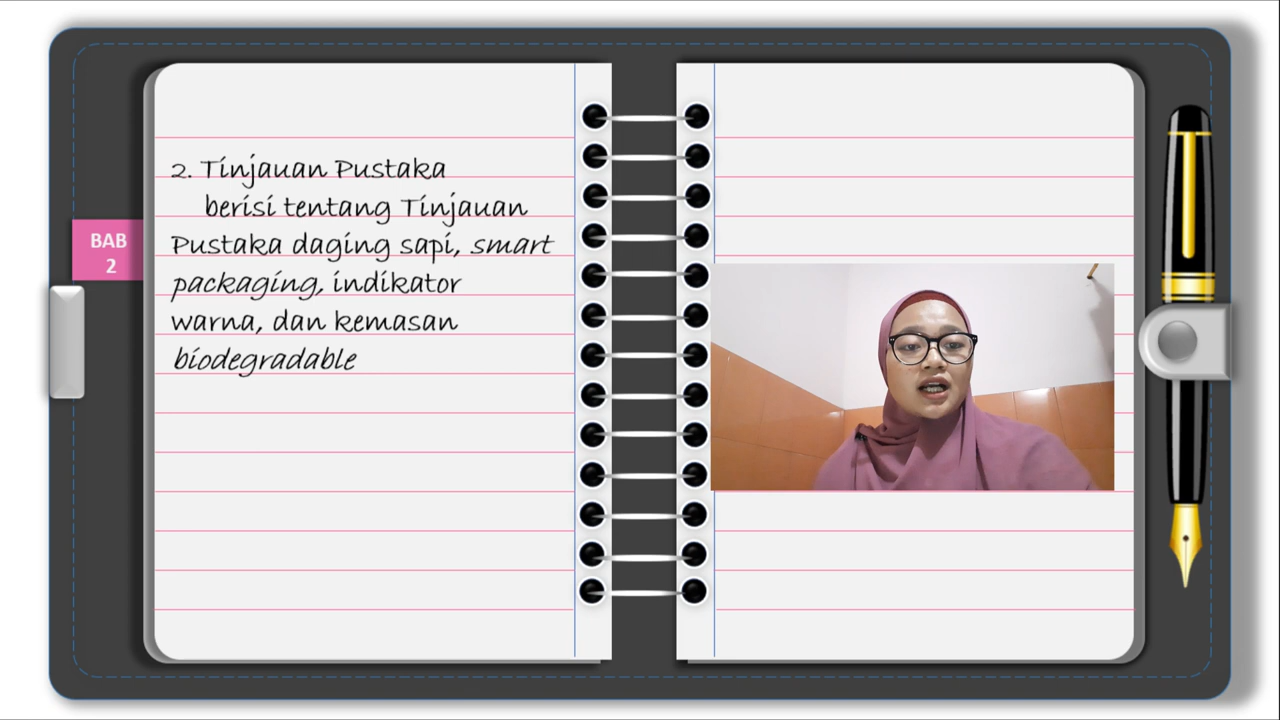 BAB
2
2. Tinjauan Pustaka
berisi tentang Tinjauan
Pustaka daging sapi, smart
packaging, indikator
warna, dan kemasan
biodegradable